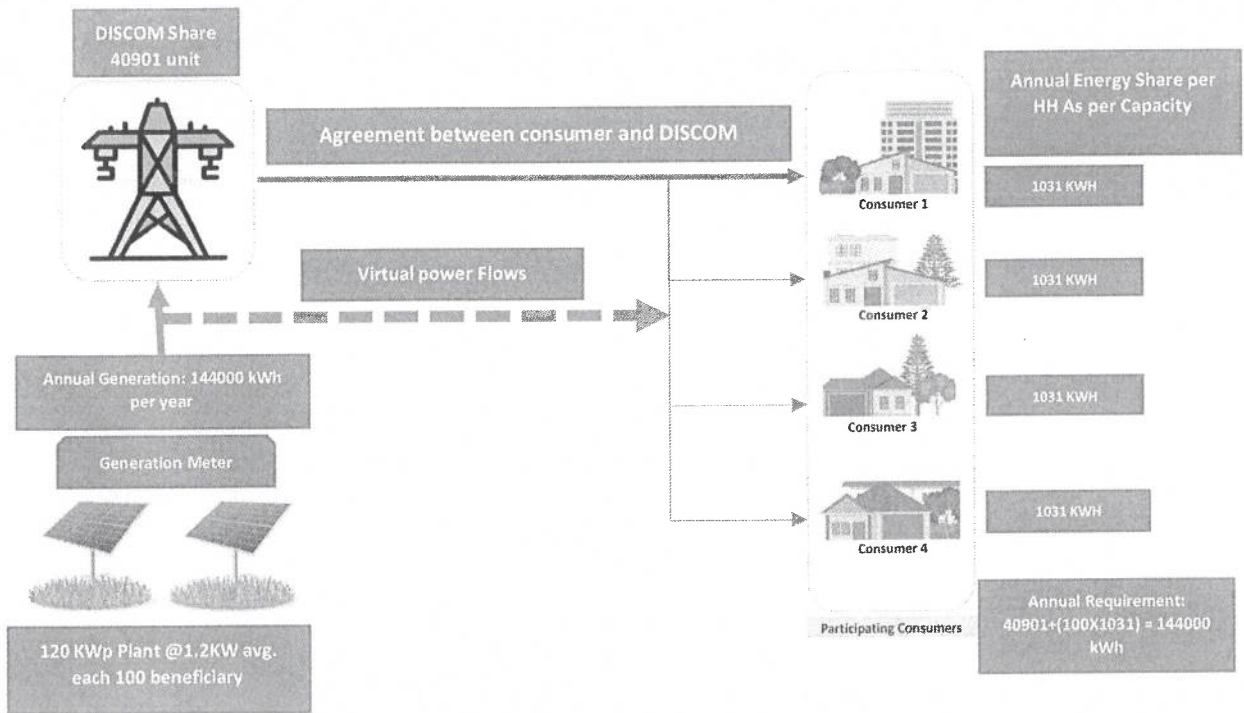 DISCOM Share
40901 unit
Annual Energy Share per
HH As per Capacity
Agreement between consumer and DISCOM
Consumer 1
1031 KWH
Virtual power Flows
Consumer 2
1031 KWH
Annual Generation: 144000 kWh
per year
Consumer 3
1031 KWH
Generation Meter
Consumer 4
1031 KWH
Participating Consumers
Annual Requirement:
40901+(100X1031) = 144000
kWh
120 KWp Plant @1.2KW avg.
each 100 beneficiary